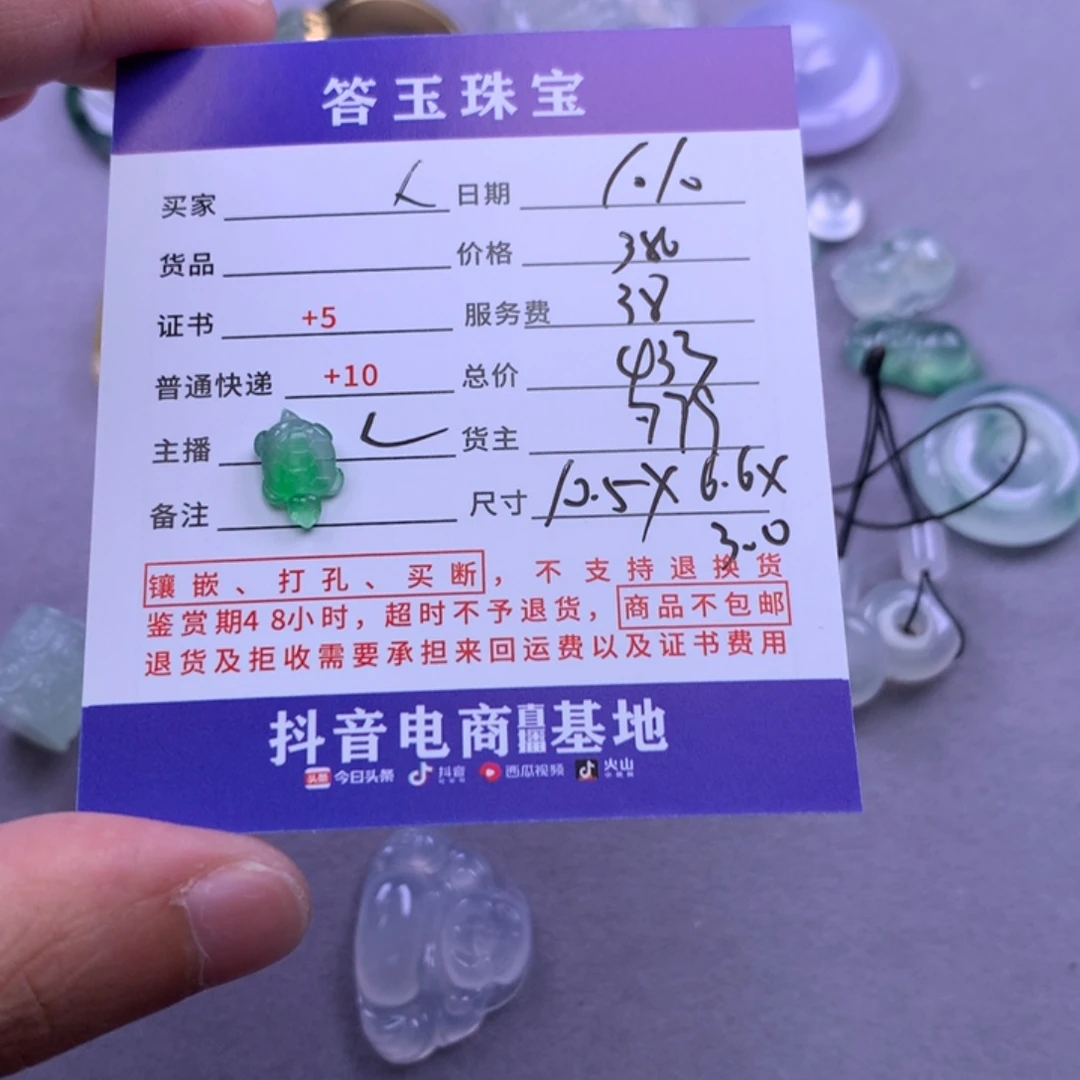 答玉珠宝
买家 日期
货品 价格 380
证书 +5 服务费 38
普通快递 +10 总价 433
主播 货主
备注 尺寸 10.5X 6.6X
3.0
镶嵌、打孔、买断，不支持退换货
鉴赏期48小时，超时不予退货，商品不包邮
退货及拒收需要承担来回运费以及证书费用
抖音电商直播基地
头条 今日头条 抖音 西瓜视频 火山